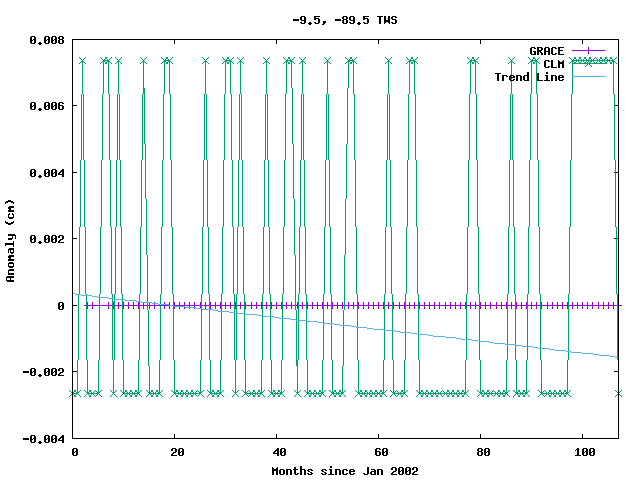 -9.5, -89.5 TWS
0.008
0.006
0.004
0.002
0
-0.002
-0.004
0 20 40 60 80 100
Anomaly (cm)
Months since Jan 2002
GRACE
CLM
Trend Line